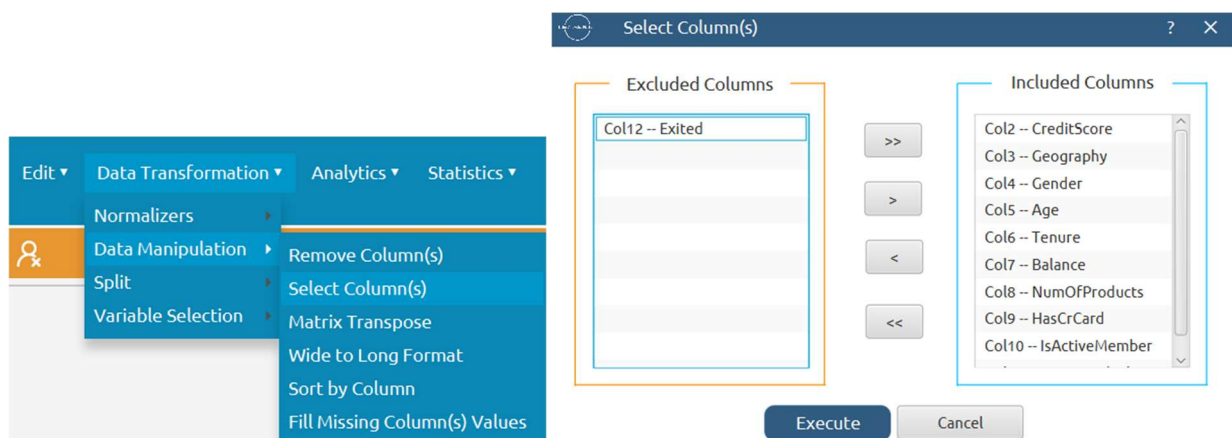 Edit ▾ Data Transformation ▾ Analytics ▾ Statistics ▾
Normalizers
Data Manipulation
Split
Variable Selection
Remove Column(s)
Select Column(s)
Matrix Transpose
Wide to Long Format
Sort by Column
Fill Missing Column(s) Values
Select Column(s) ? ×
Excluded Columns
Col12 -- Exited
>>
>
<
<<
Included Columns
Col2 -- CreditScore
Col3 -- Geography
Col4 -- Gender
Col5 -- Age
Col6 -- Tenure
Col7 -- Balance
Col8 -- NumOfProducts
Col9 -- HasCrCard
Col10 -- IsActiveMember
Execute Cancel